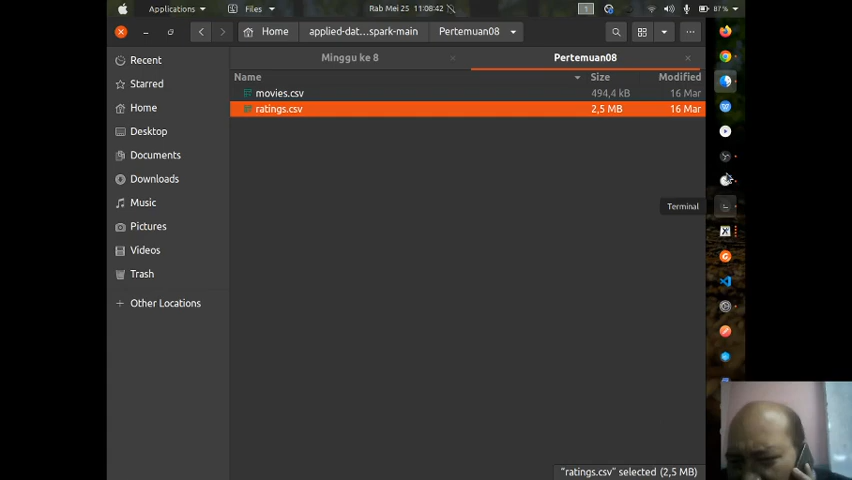 Applications Files Rab Mei 25 11:08:42 1 87%
Home applied-dat...spark-main Pertemuan08
Minggu ke 8 Pertemuan08
Name Size Modified
movies.csv 494,4 kB 16 Mar
ratings.csv 2,5 MB 16 Mar
Recent
Starred
Home
Desktop
Documents
Downloads
Music
Pictures
Videos
Trash
Other Locations
Terminal
"ratings.csv" selected (2,5 MB)